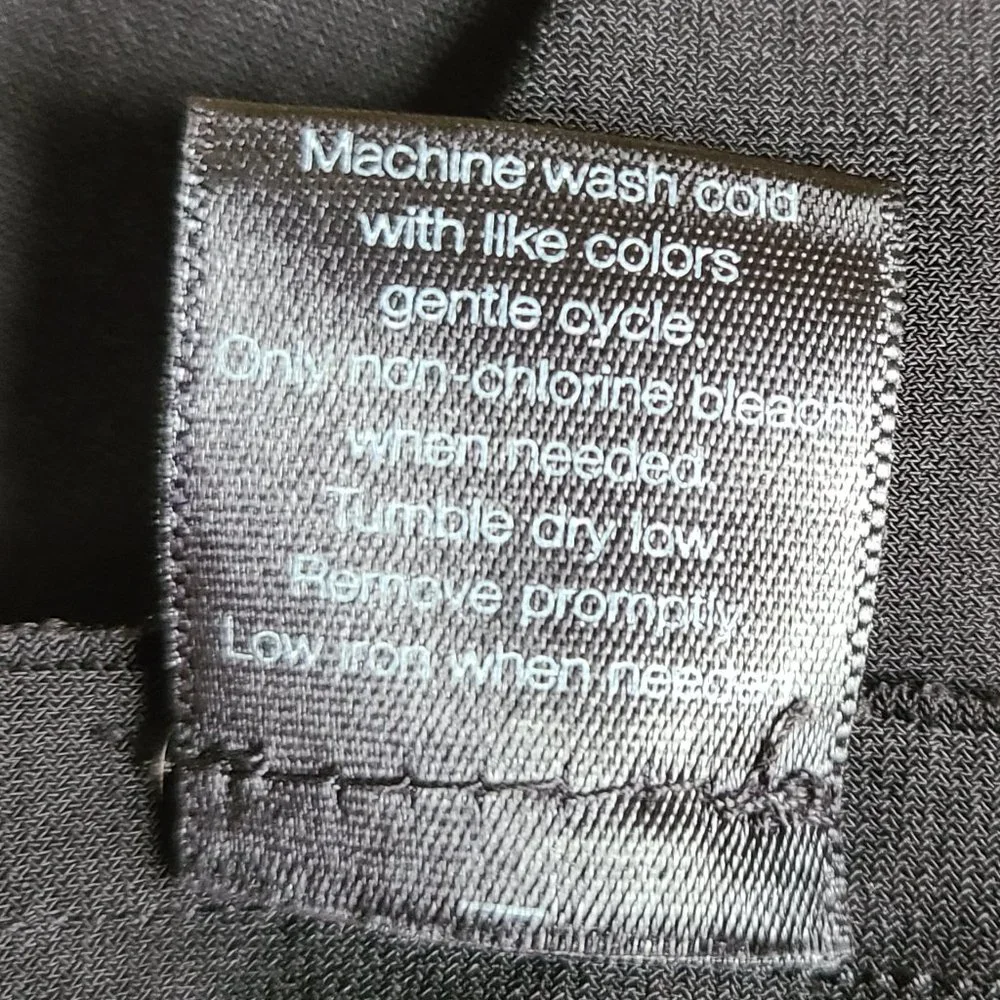 Machine wash cold
with like colors
gentle cycle.
Only non-chlorine bleach
when needed.
Tumble dry low.
Remove promptly.
Low iron when needed